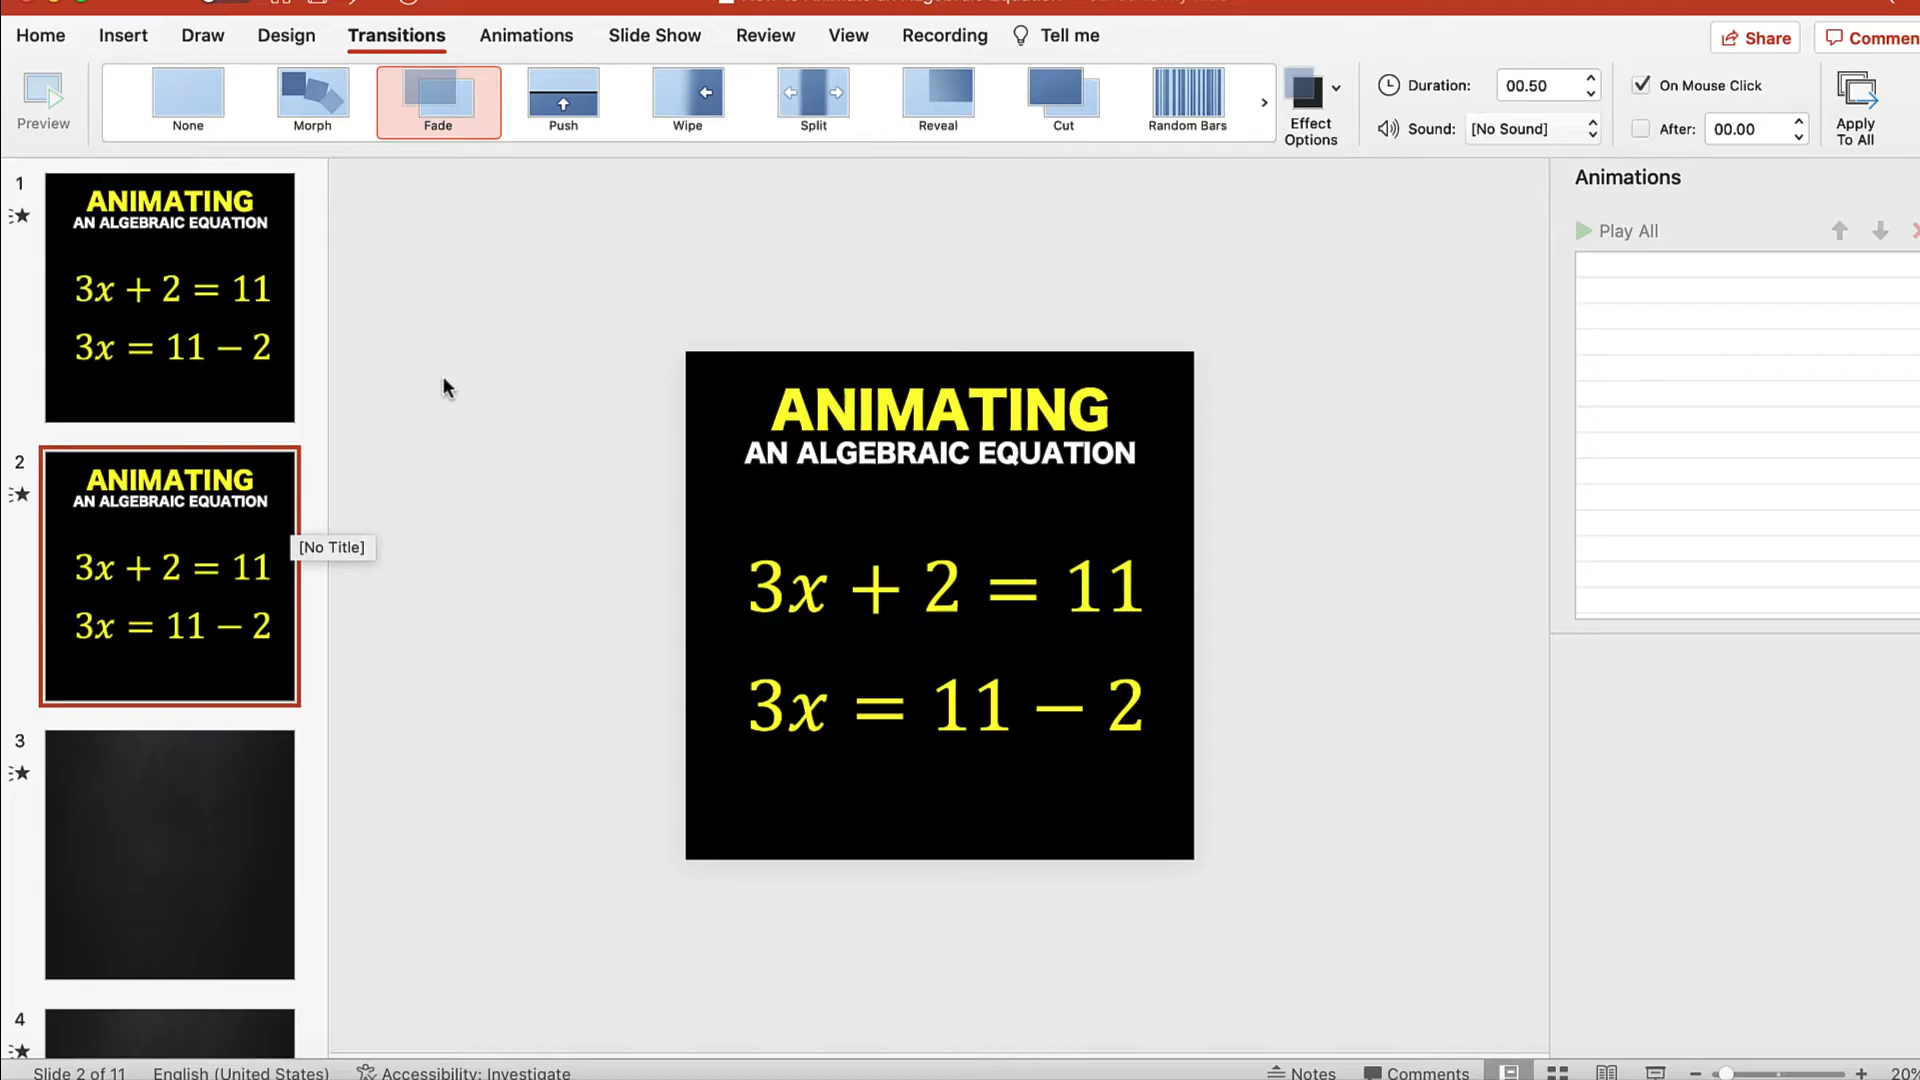 Home Insert Draw Design Transitions Animations Slide Show Review View Recording Tell me Share Commen
Preview None Morph Fade Push Wipe Split Reveal Cut Random Bars
Effect Options
Duration: 00.50
Sound: [No Sound]
On Mouse Click
After: 00.00
Apply To All
1
ANIMATING
AN ALGEBRAIC EQUATION
3x + 2 = 11
3x = 11 − 2
2
ANIMATING
AN ALGEBRAIC EQUATION
3x + 2 = 11
3x = 11 − 2
[No Title]
3
4
ANIMATING
AN ALGEBRAIC EQUATION
3x + 2 = 11
3x = 11 − 2
Animations
Play All
Slide 2 of 11 English (United States) Accessibility: Investigate Notes Comments 20%